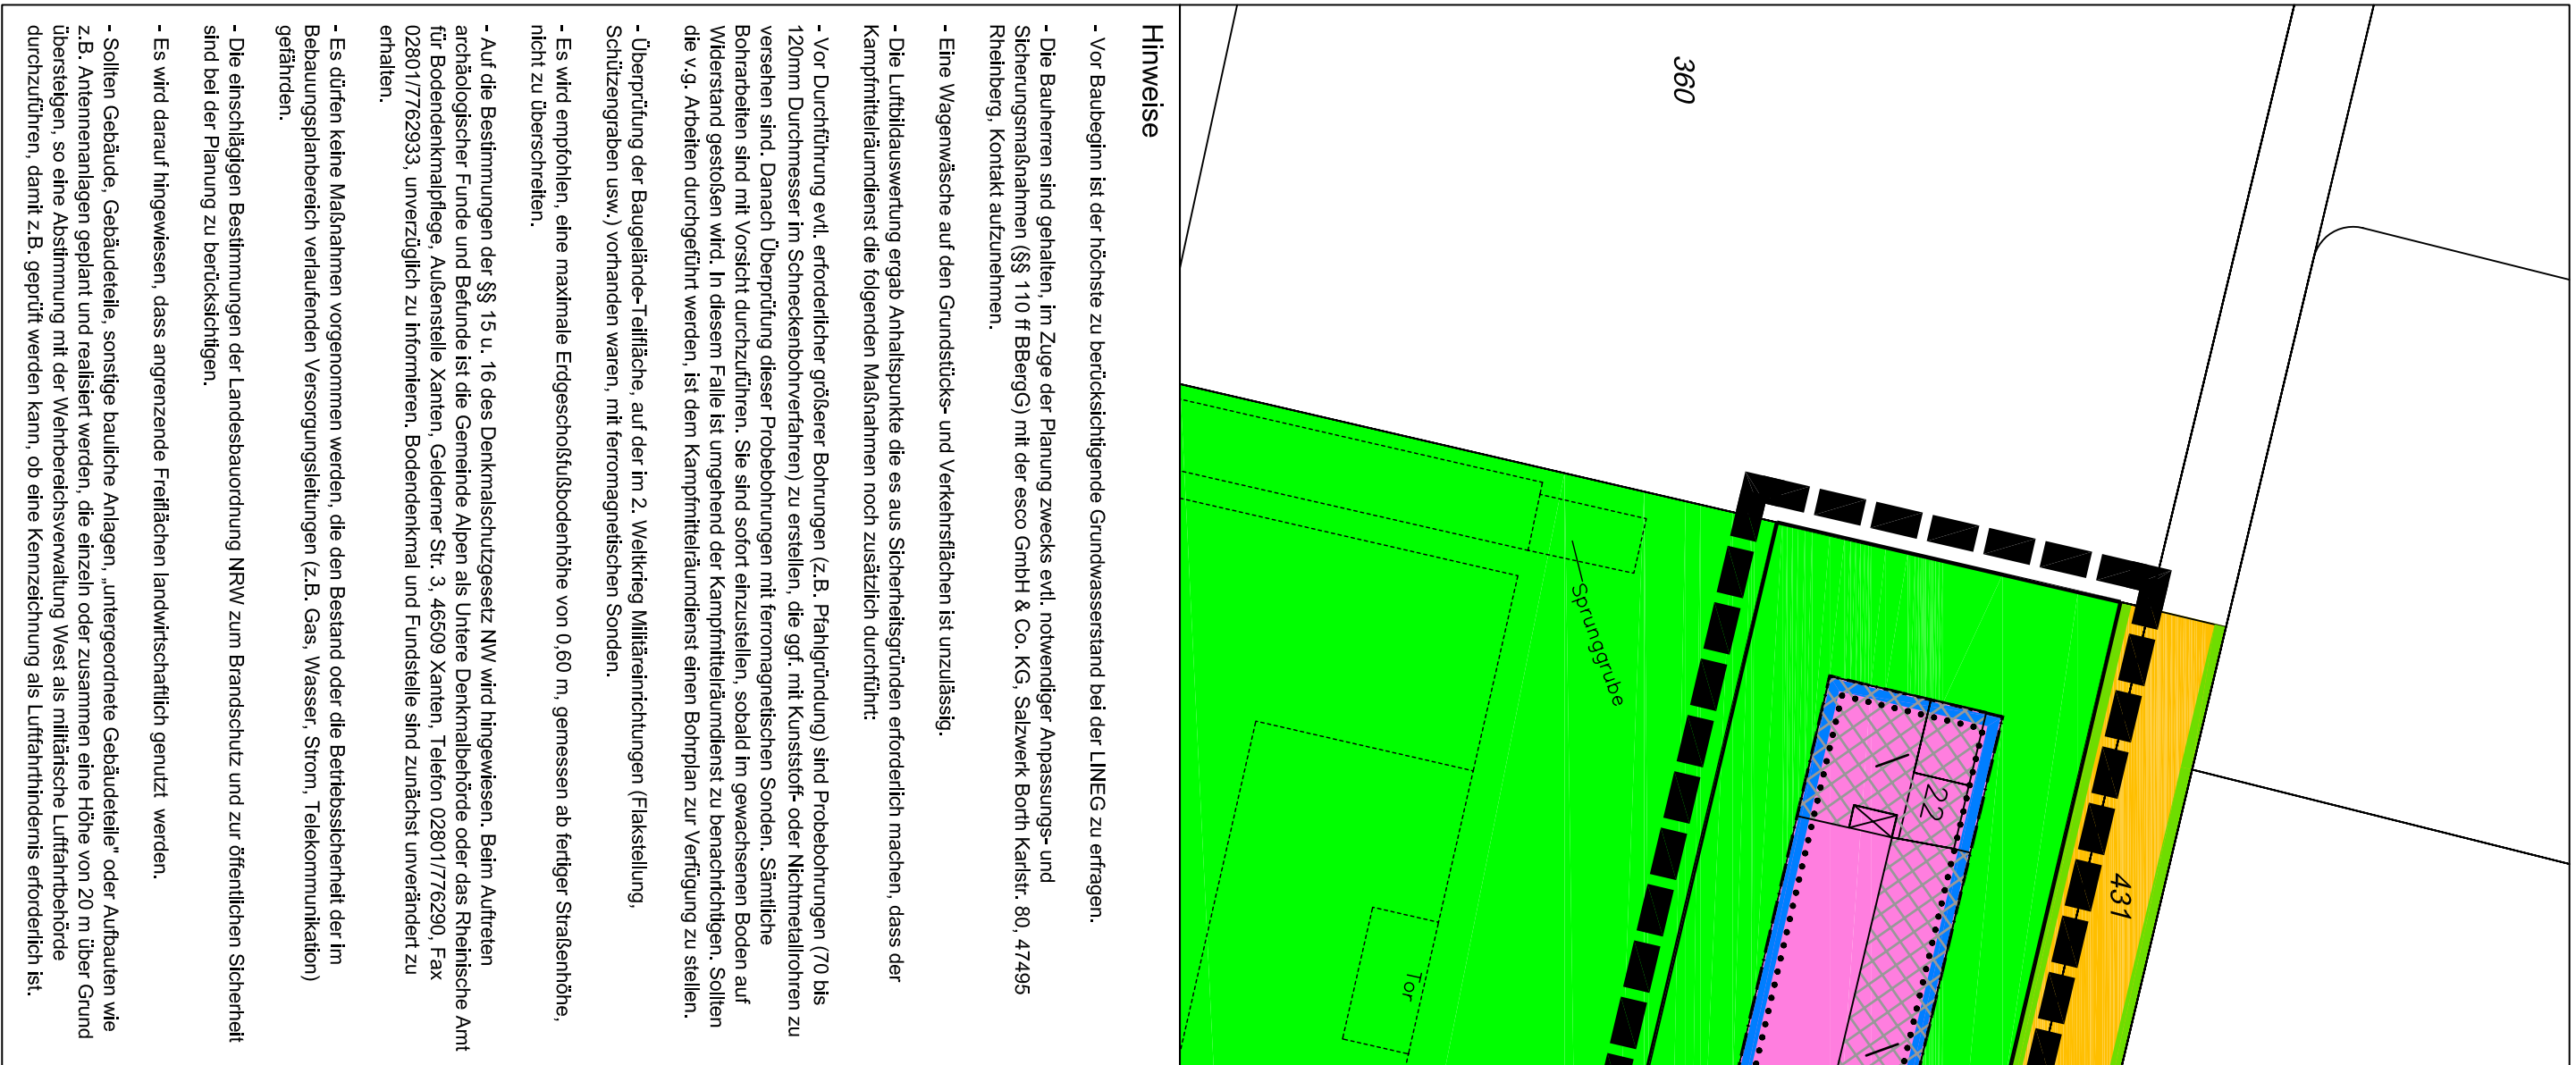 360
Sprunggrube
22
431
Tor
Hinweise
- Vor Baubeginn ist der höchste zu berücksichtigende Grundwasserstand bei der LINEG zu erfragen.
- Die Bauherren sind gehalten, im Zuge der Planung zwecks evtl. notwendiger Anpassungs- und
Sicherungsmaßnahmen (§§ 110 ff BBergG) mit der esco GmbH & Co. KG, Salzwerk Borth Karlstr. 80, 47495
Rheinberg, Kontakt aufzunehmen.
- Eine Wagenwäsche auf den Grundstücks- und Verkehrsflächen ist unzulässig.
- Die Luftbildauswertung ergab Anhaltspunkte die es aus Sicherheitsgründen erforderlich machen, dass der
Kampfmittelräumdienst die folgenden Maßnahmen noch zusätzlich durchführt:
- Vor Durchführung evtl. erforderlicher größerer Bohrungen (z.B. Pfahlgründung) sind Probebohrungen (70 bis
120mm Durchmesser im Schneckenbohrverfahren) zu erstellen, die ggf. mit Kunststoff- oder Nichtmetallrohren zu
versehen sind. Danach Überprüfung dieser Probebohrungen mit ferromagnetischen Sonden. Sämtliche
Bohrarbeiten sind mit Vorsicht durchzuführen. Sie sind sofort einzustellen, sobald im gewachsenen Boden auf
Widerstand gestoßen wird. In diesem Falle ist umgehend der Kampfmittelräumdienst zu benachrichtigen. Sollten
die v.g. Arbeiten durchgeführt werden, ist dem Kampfmittelräumdienst einen Bohrplan zur Verfügung zu stellen.
- Überprüfung der Baugelände-Teilfläche, auf der im 2. Weltkrieg Militäreinrichtungen (Flakstellung,
Schützengraben usw.) vorhanden waren, mit ferromagnetischen Sonden.
- Es wird empfohlen, eine maximale Erdgeschoßfußbodenhöhe von 0,60 m, gemessen ab fertiger Straßenhöhe,
nicht zu überschreiten.
- Auf die Bestimmungen der §§ 15 u. 16 des Denkmalschutzgesetz NW wird hingewiesen. Beim Auftreten
archäologischer Funde und Befunde ist die Gemeinde Alpen als Untere Denkmalbehörde oder das Rheinische Amt
für Bodendenkmalpflege, Außenstelle Xanten, Gelderner Str. 3, 46509 Xanten, Telefon 02801/776290, Fax
02801/7762933, unverzüglich zu informieren. Bodendenkmal und Fundstelle sind zunächst unverändert zu
erhalten.
- Es dürfen keine Maßnahmen vorgenommen werden, die den Bestand oder die Betriebssicherheit der im
Bebauungsplanbereich verlaufenden Versorgungsleitungen (z.B. Gas, Wasser, Strom, Telekommunikation)
gefährden.
- Die einschlägigen Bestimmungen der Landesbauordnung NRW zum Brandschutz und zur öffentlichen Sicherheit
sind bei der Planung zu berücksichtigen.
- Es wird darauf hingewiesen, dass angrenzende Freiflächen landwirtschaftlich genutzt werden.
- Sollten Gebäude, Gebäudeteile, sonstige bauliche Anlagen, „untergeordnete Gebäudeteile" oder Aufbauten wie
z.B. Antennenanlagen geplant und realisiert werden, die einzeln oder zusammen eine Höhe von 20 m über Grund
übersteigen, so eine Abstimmung mit der Wehrbereichsverwaltung West als militärische Luftfahrtbehörde
durchzuführen, damit z.B. geprüft werden kann, ob eine Kennzeichnung als Luftfahrthindernis erforderlich ist.